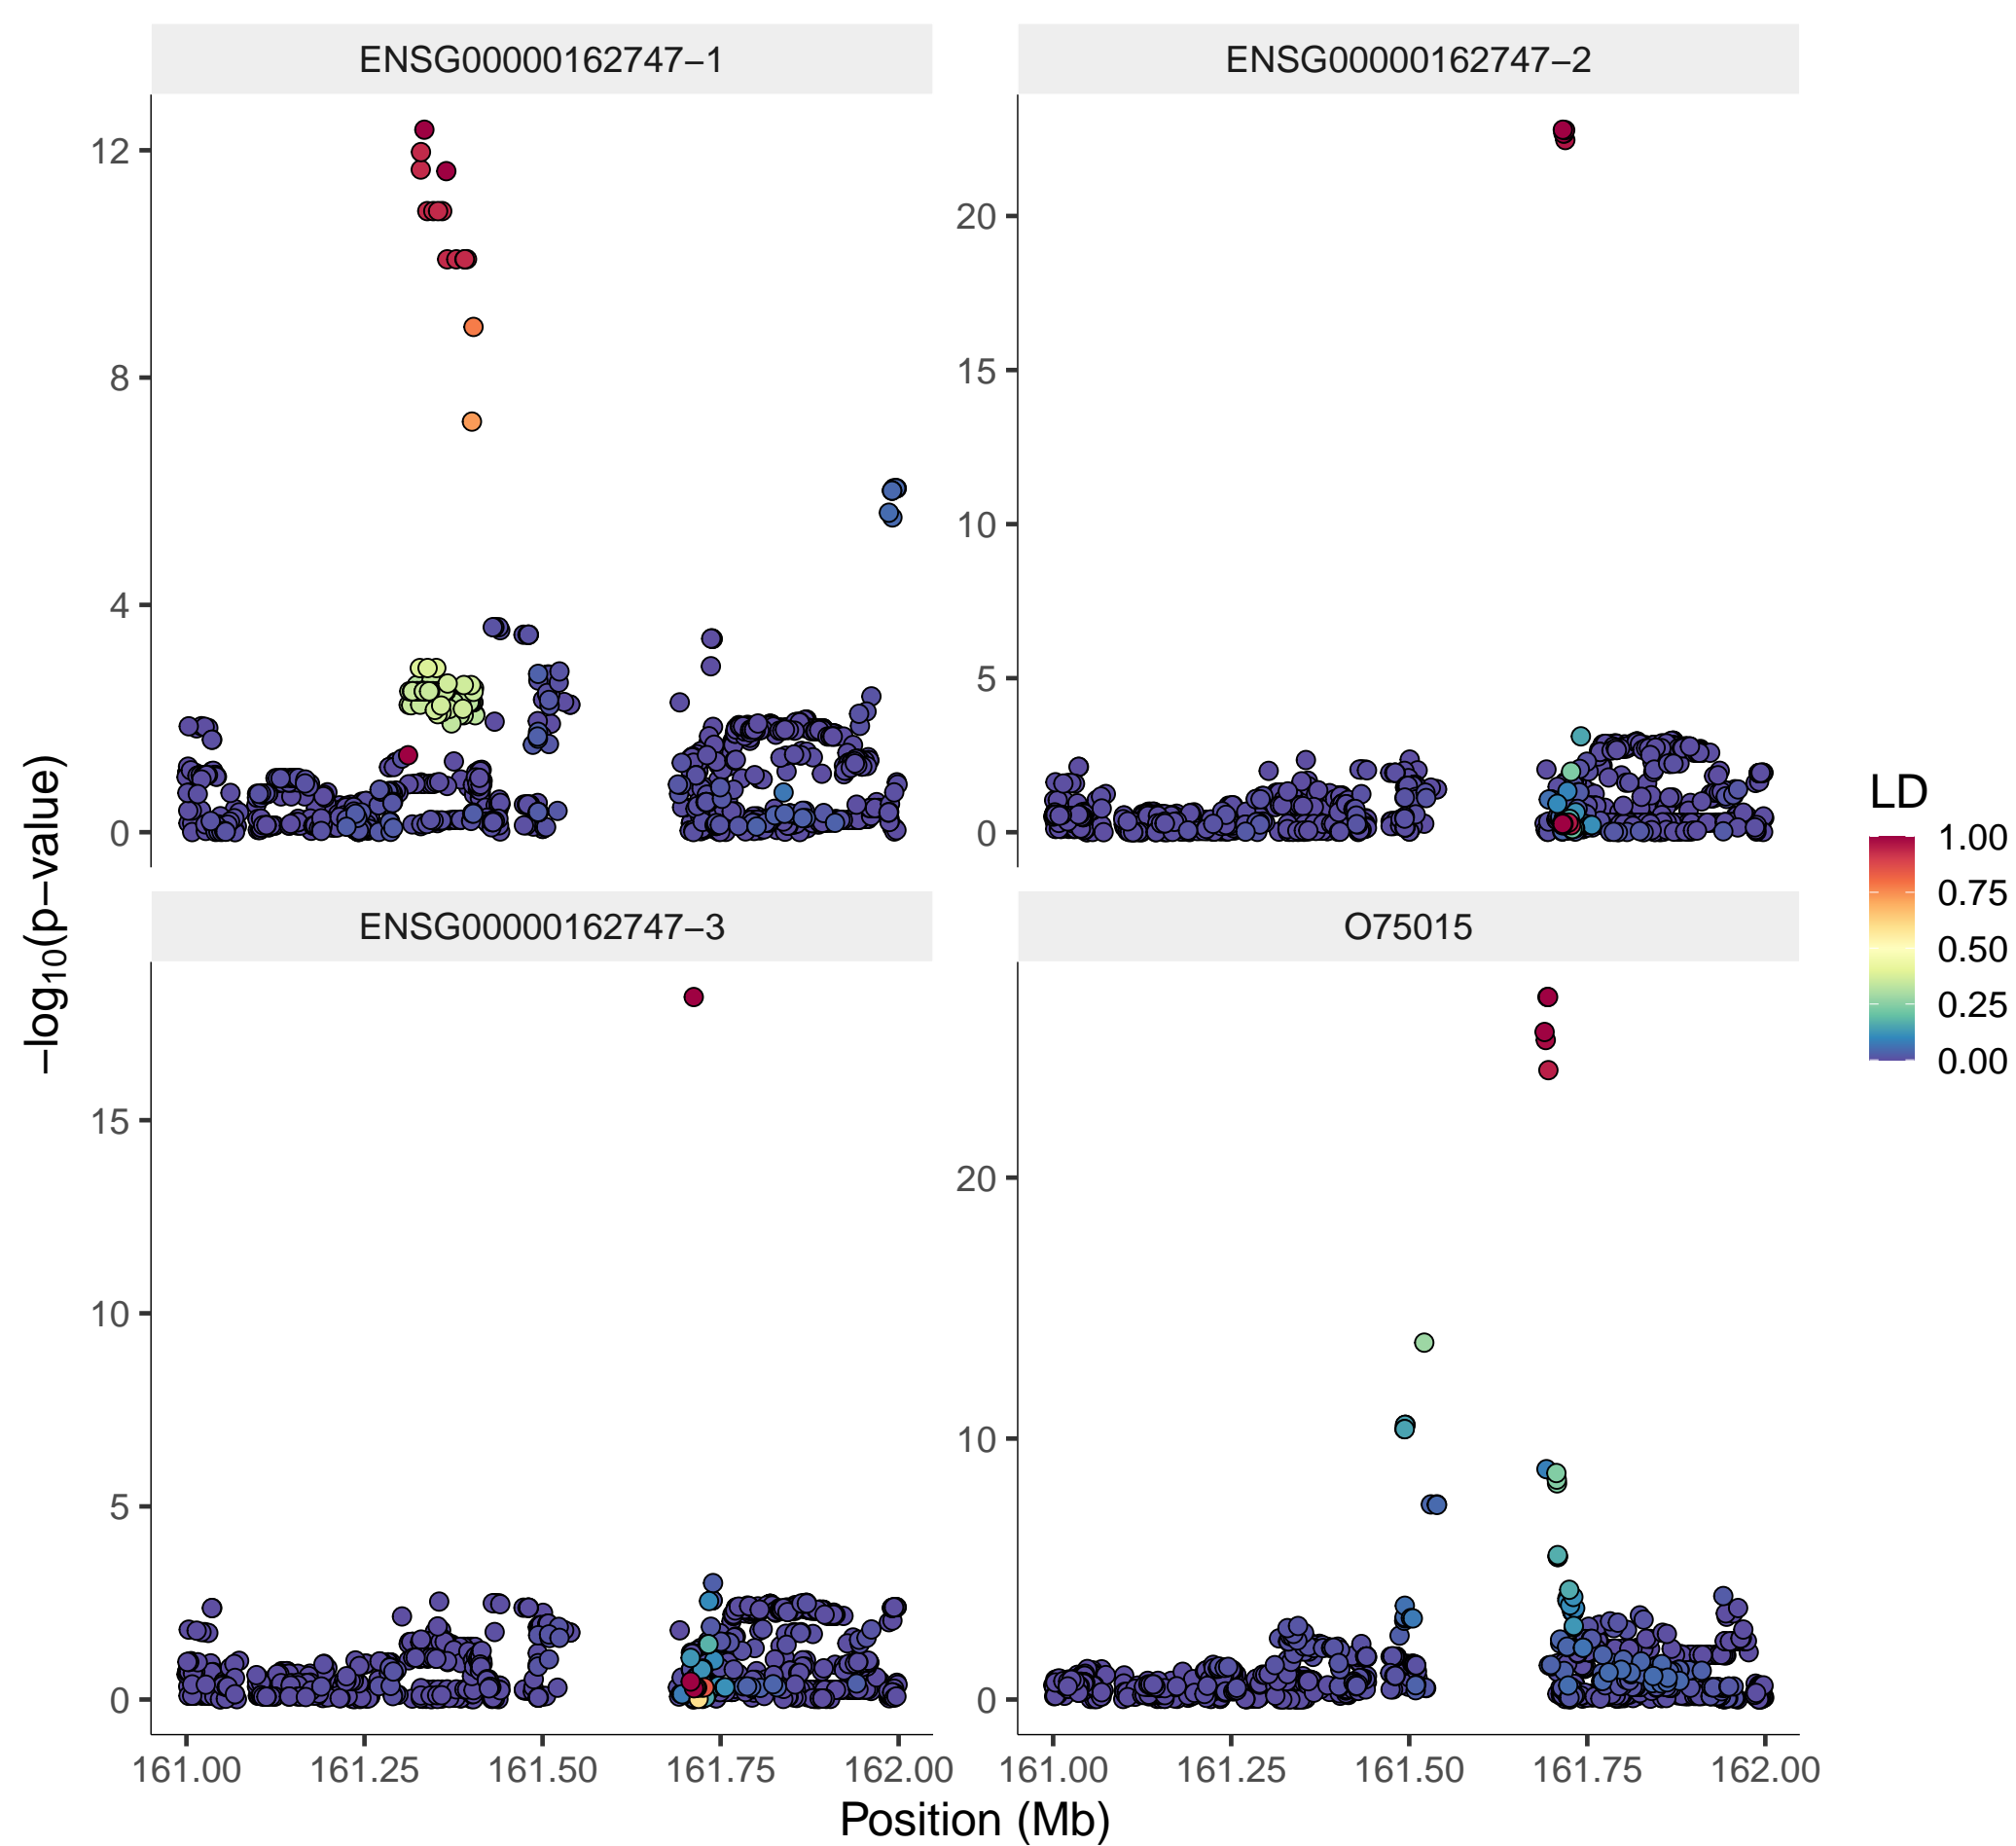 ENSG00000162747−1
ENSG00000162747−2
12
8
4
0
20
15
10
5
0
ENSG00000162747−3
O75015
15
10
5
0
20
10
0
161.00 161.25 161.50 161.75 162.00
161.00 161.25 161.50 161.75 162.00
Position (Mb)
−log₁₀(p−value)
LD
1.00
0.75
0.50
0.25
0.00